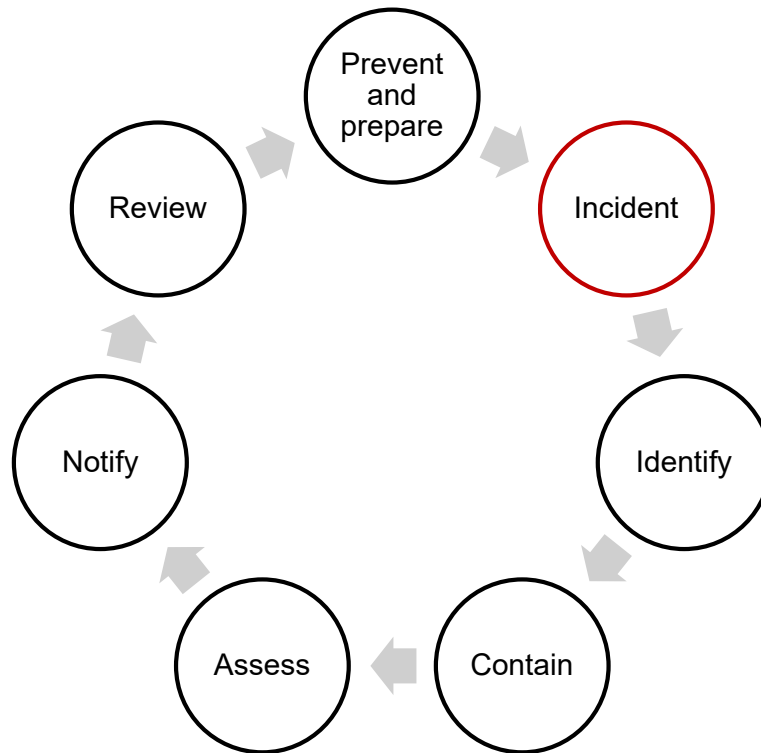 Prevent
and
prepare
Incident
Identify
Contain
Assess
Notify
Review